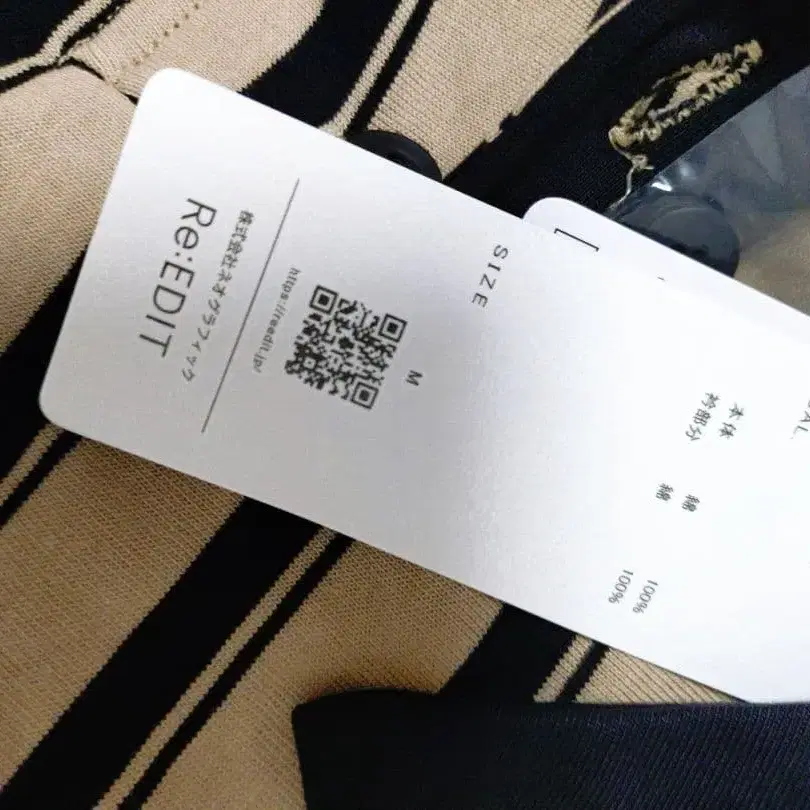 AL
本体 綿 100%
衿部分 綿 100%
SIZE
M
https://reedit.jp/
株式会社ネオグラフィック
Re:EDIT